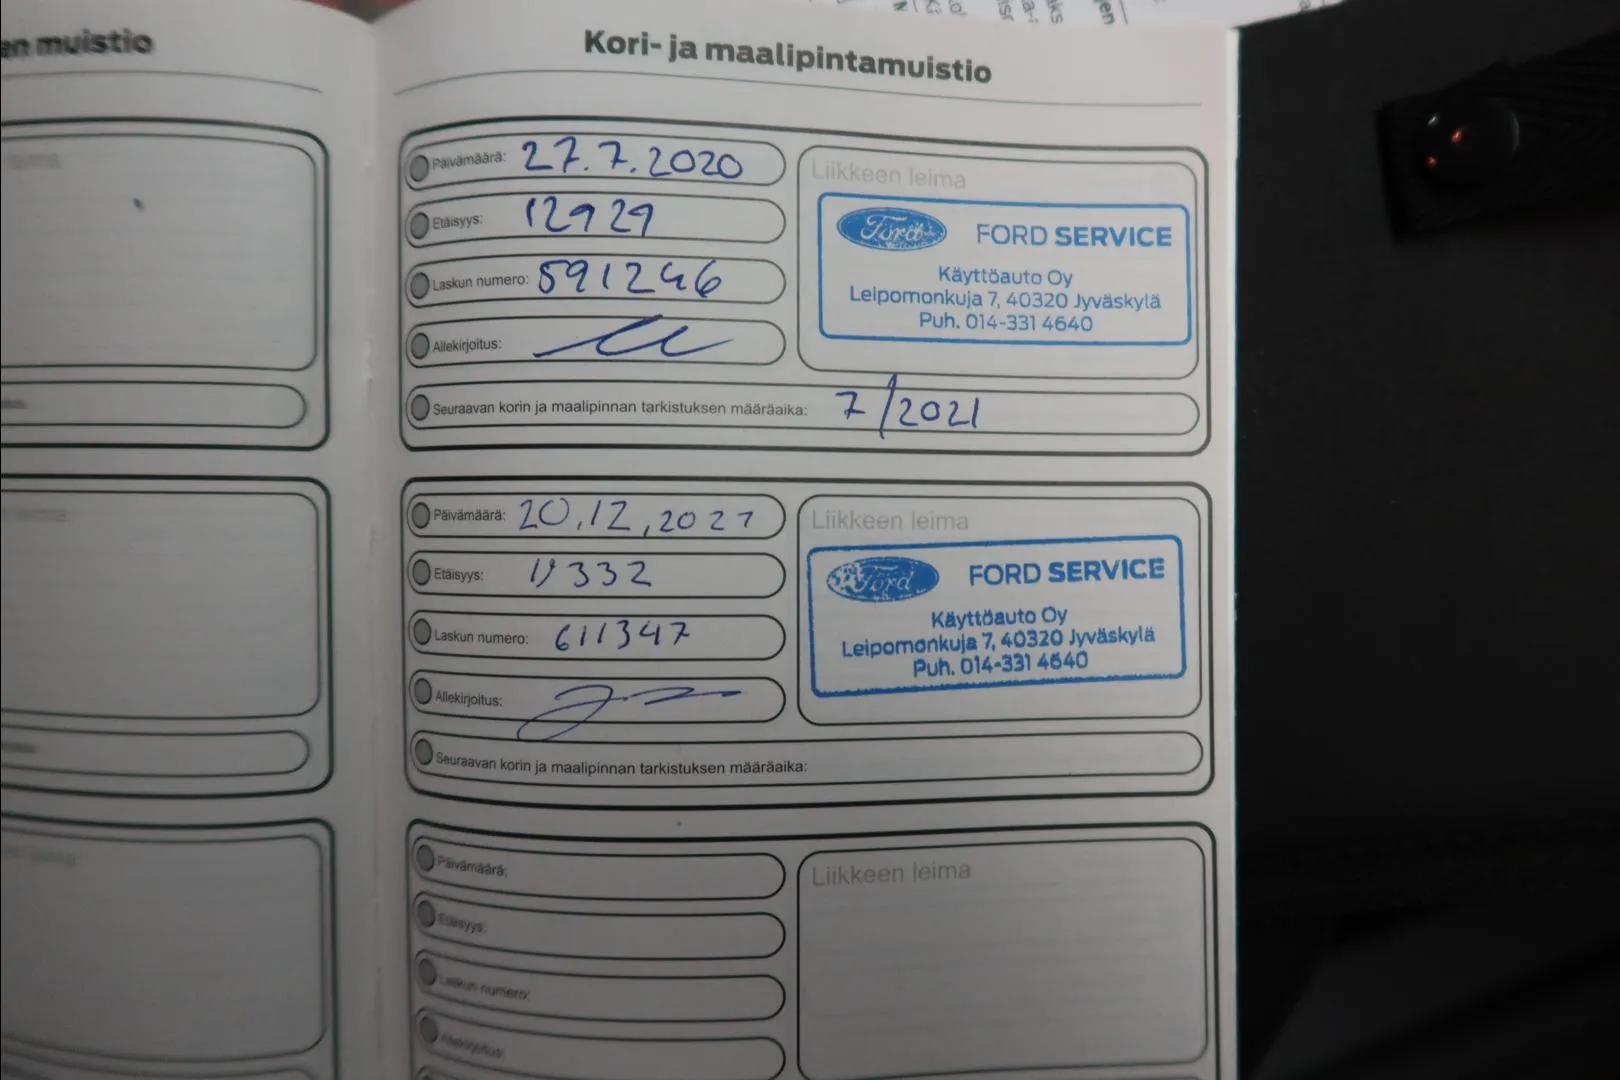 en muistio
Kori- ja maalipintamuistio
Päivämäärä: 27.7.2020
Etäisyys: 12929
Laskun numero: 591246
Allekirjoitus:
Liikkeen leima
Ford FORD SERVICE
Käyttöauto Oy
Leipomonkuja 7, 40320 Jyväskylä
Puh. 014-331 4640
Seuraavan korin ja maalipinnan tarkistuksen määräaika: 7/2021
Päivämäärä: 20.12.2021
Etäisyys: 332
Laskun numero: 611347
Allekirjoitus:
Liikkeen leima
Ford FORD SERVICE
Käyttöauto Oy
Leipomonkuja 7, 40320 Jyväskylä
Puh. 014-331 4640
Seuraavan korin ja maalipinnan tarkistuksen määräaika:
Päivämäärä:
Etäisyys:
Laskun numero:
Allekirjoitus:
Liikkeen leima